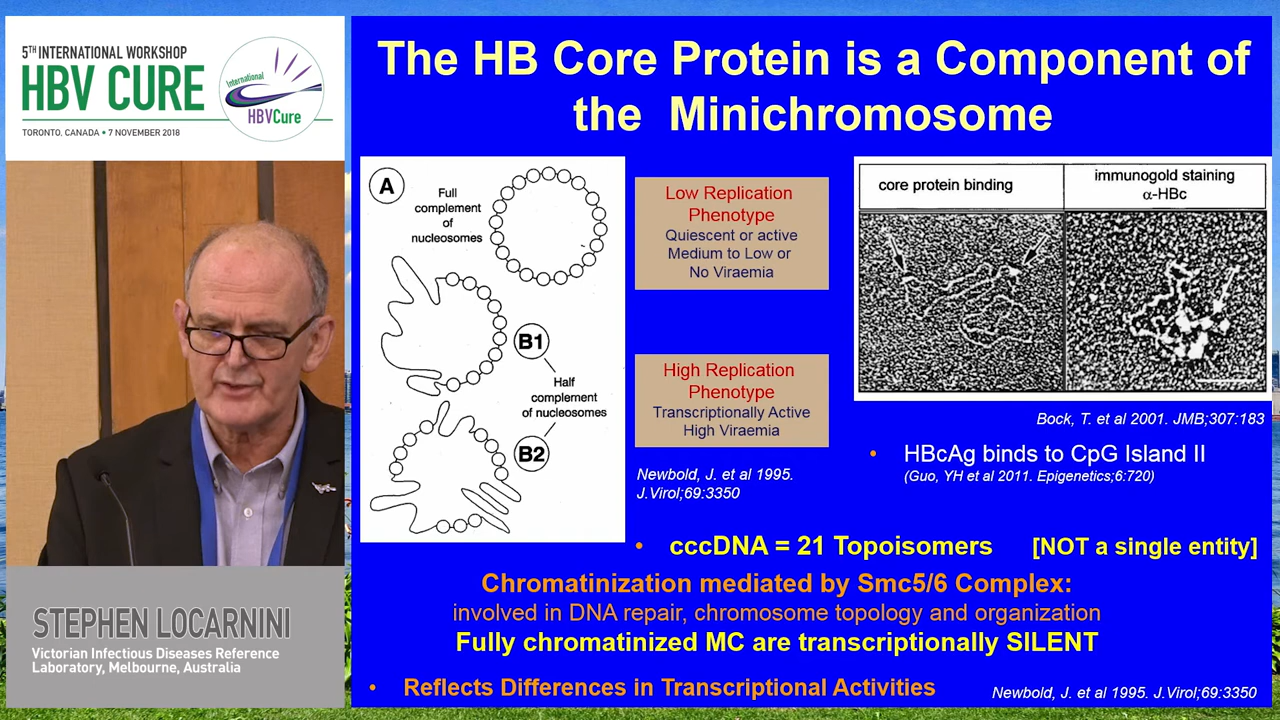 5TH INTERNATIONAL WORKSHOP
HBV CURE
TORONTO. CANADA • 7 NOVEMBER 2018
International
HBVCure
The HB Core Protein is a Component of
the Minichromosome
A
Full
complement
of
nucleosomes
B1
Half
complement
of nucleosomes
B2
Low Replication
Phenotype
Quiescent or active
Medium to Low or
No Viraemia
High Replication
Phenotype
Transcriptionally Active
High Viraemia
Newbold, J. et al 1995.
J.Virol;69:3350
core protein binding
immunogold staining
α-HBc
Bock, T. et al 2001. JMB;307:183
• HBcAg binds to CpG Island II
(Guo, YH et al 2011. Epigenetics;6:720)
• cccDNA = 21 Topoisomers [NOT a single entity]
Chromatinization mediated by Smc5/6 Complex:
involved in DNA repair, chromosome topology and organization
Fully chromatinized MC are transcriptionally SILENT
• Reflects Differences in Transcriptional Activities
Newbold, J. et al 1995. J.Virol;69:3350
STEPHEN LOCARNINI
Victorian Infectious Diseases Reference
Laboratory, Melbourne, Australia